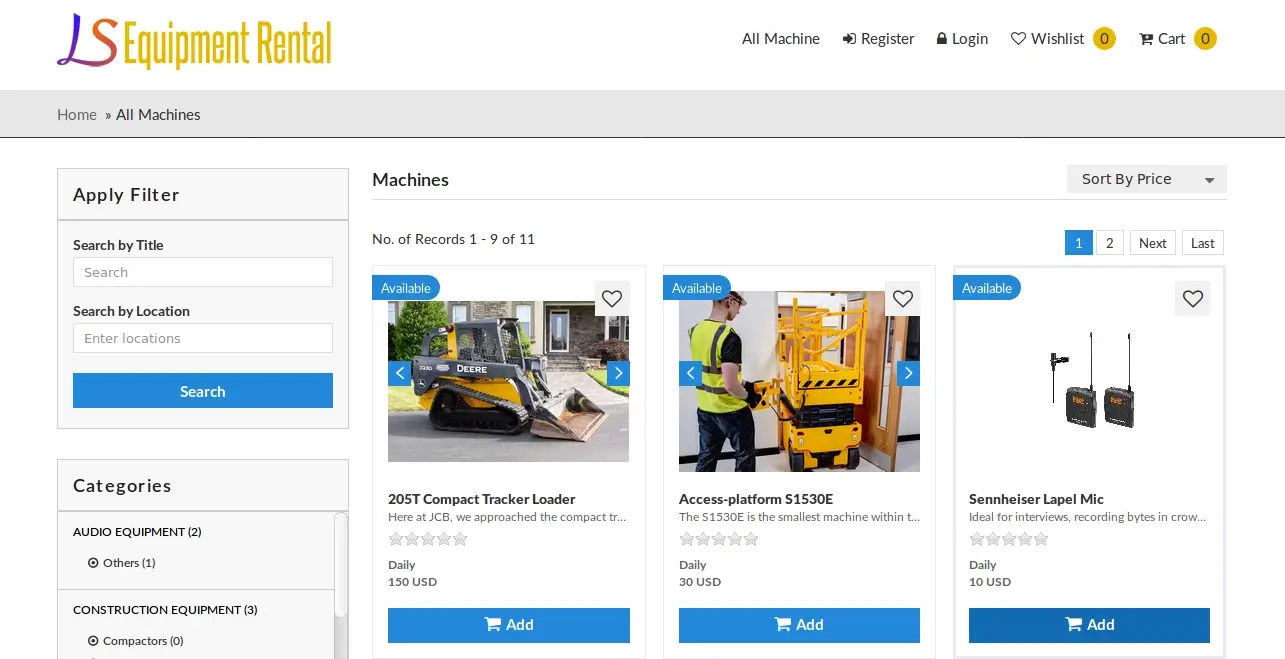 LS Equipment Rental
All Machine Register Login Wishlist 0 Cart 0
Home » All Machines
Apply Filter
Search by Title
Search
Search by Location
Enter locations
Search
Categories
AUDIO EQUIPMENT (2)
Others (1)
CONSTRUCTION EQUIPMENT (3)
Compactors (0)
Machines
Sort By Price
No. of Records 1 - 9 of 11
1 2 Next Last
Available
DEERE
205T Compact Tracker Loader
Here at JCB, we approached the compact tr...
Daily
150 USD
Add
Available
Access-platform S1530E
The S1530E is the smallest machine within t...
Daily
30 USD
Add
Available
Sennheiser Lapel Mic
Ideal for interviews, recording bytes in crow...
Daily
10 USD
Add